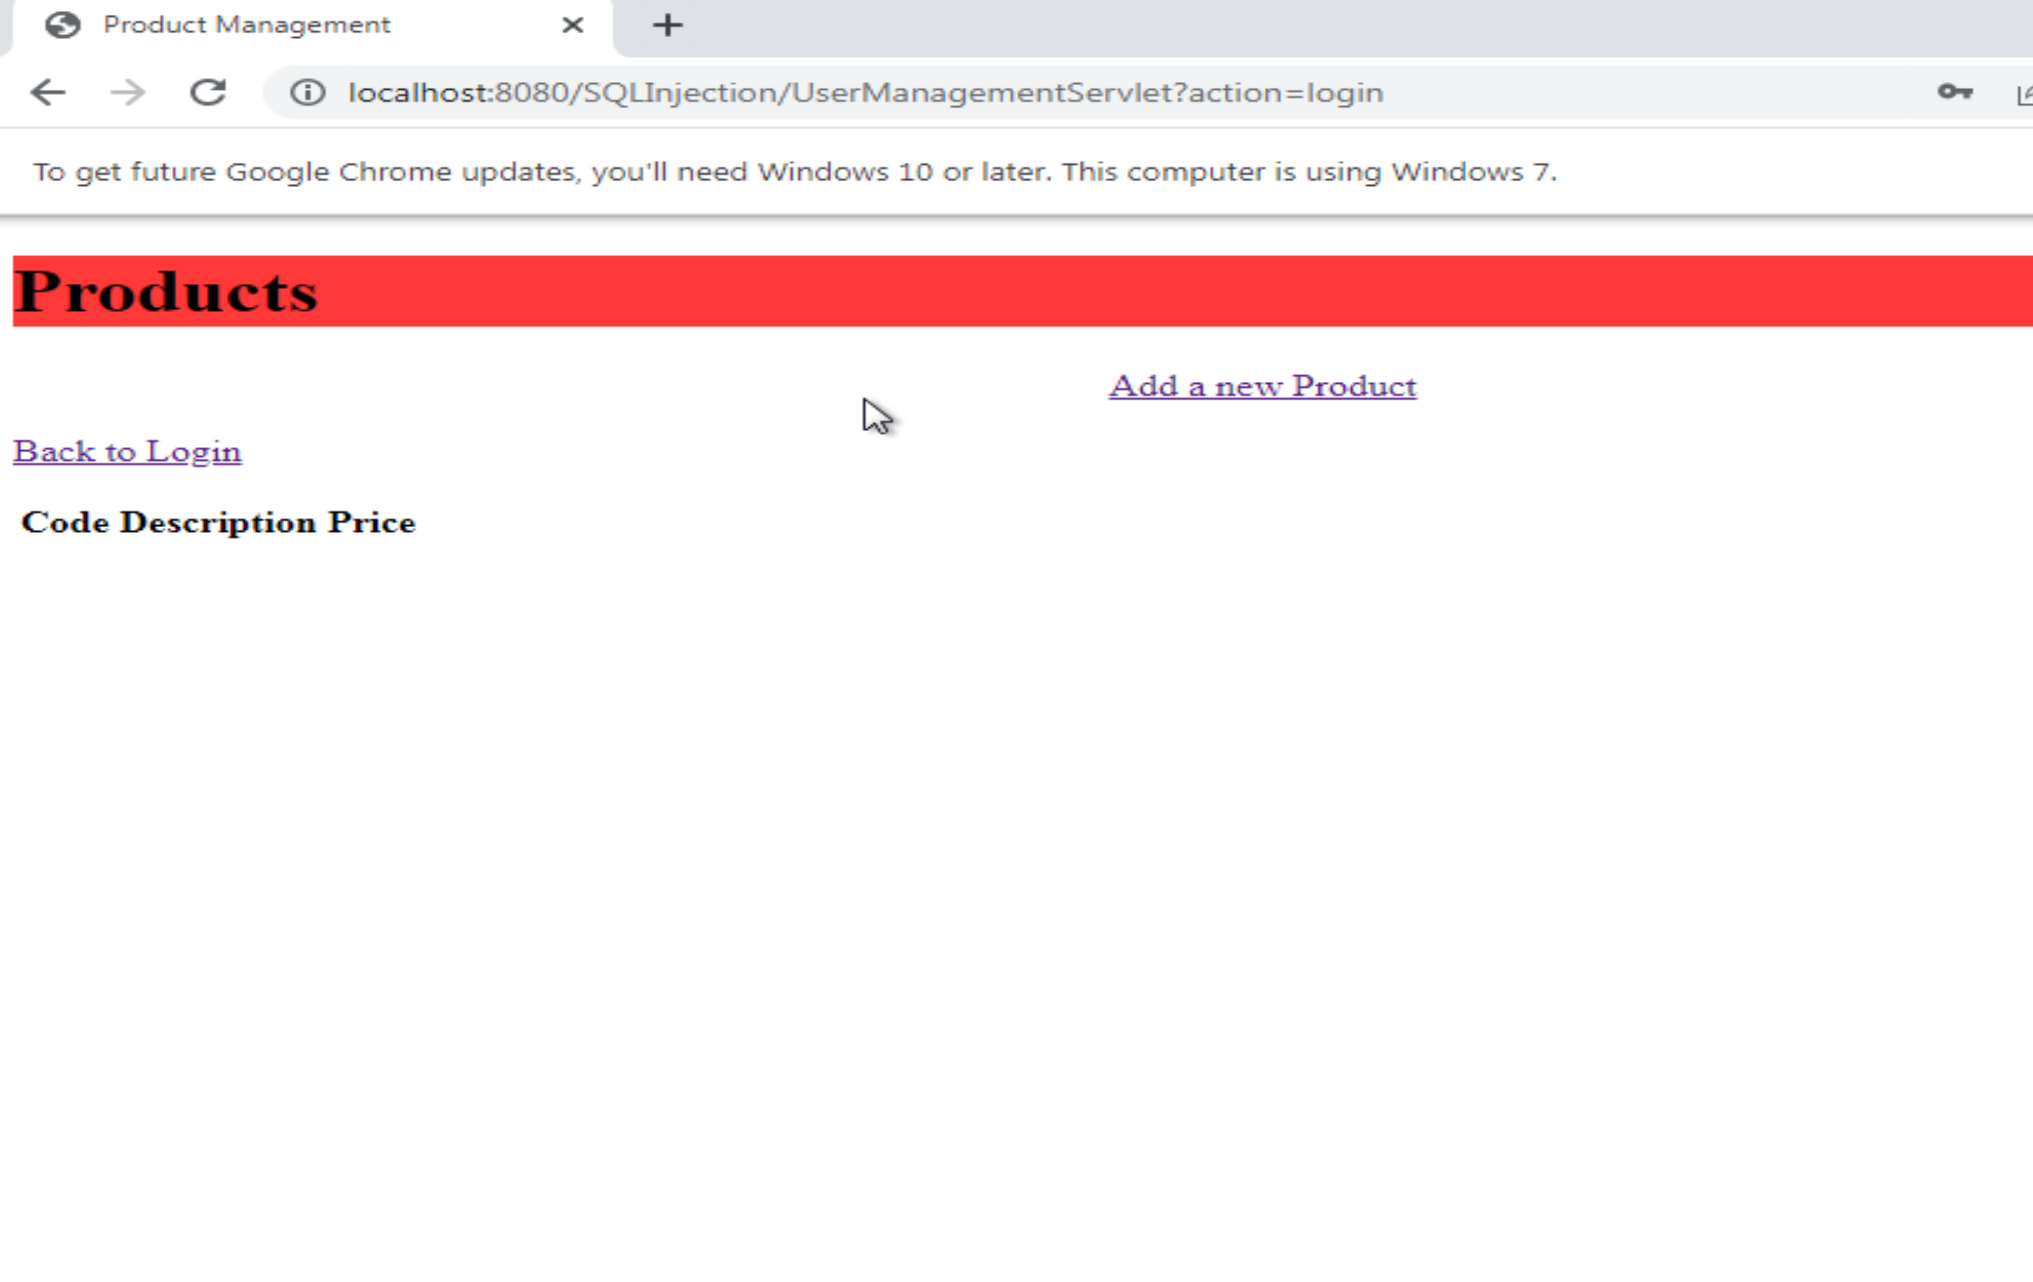 Product Management
localhost:8080/SQLInjection/UserManagementServlet?action=login
To get future Google Chrome updates, you'll need Windows 10 or later. This computer is using Windows 7.
Products
Add a new Product
Back to Login
Code Description Price